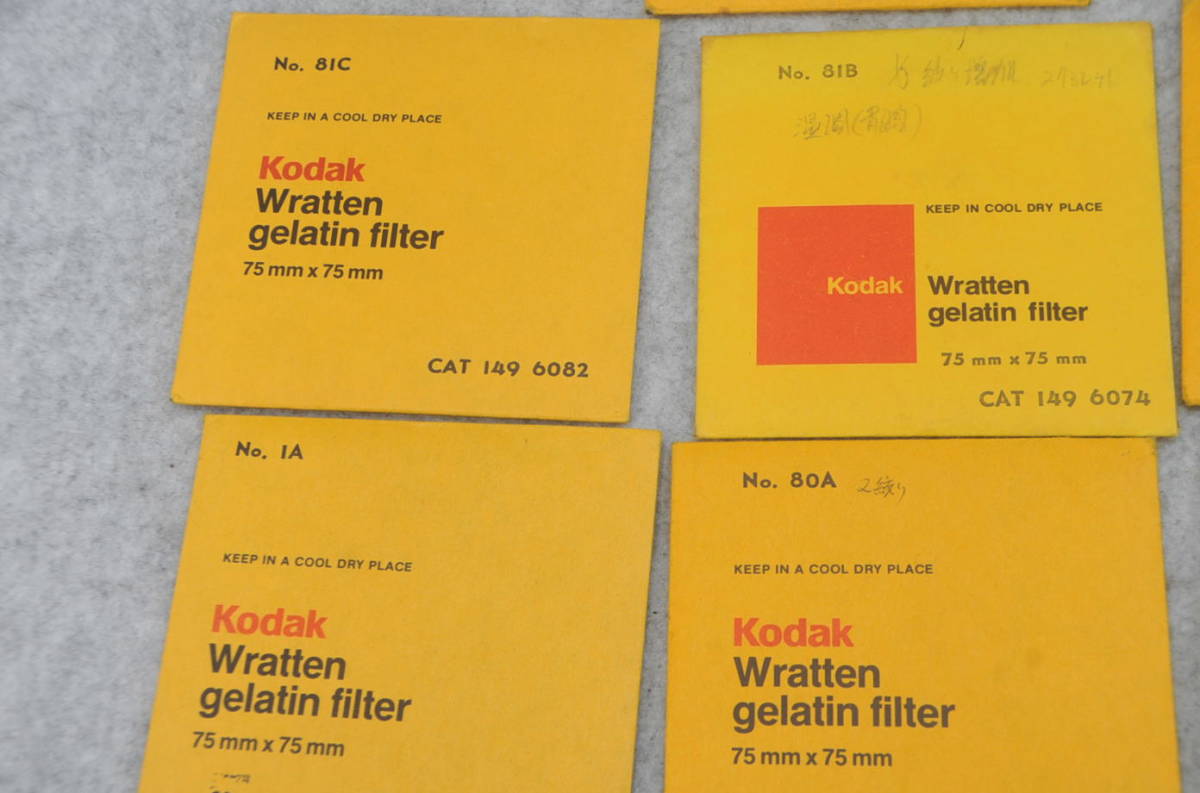 No. 81C
KEEP IN A COOL DRY PLACE
Kodak
Wratten
gelatin filter
75 mm x 75 mm
CAT 149 6082
No. 81B
KEEP IN COOL DRY PLACE
Kodak
Wratten
gelatin filter
75 mm x 75 mm
CAT 149 6074
No. 1A
KEEP IN A COOL DRY PLACE
Kodak
Wratten
gelatin filter
75 mm x 75 mm
No. 80A 2絞り
KEEP IN A COOL DRY PLACE
Kodak
Wratten
gelatin filter
75 mm x 75 mm